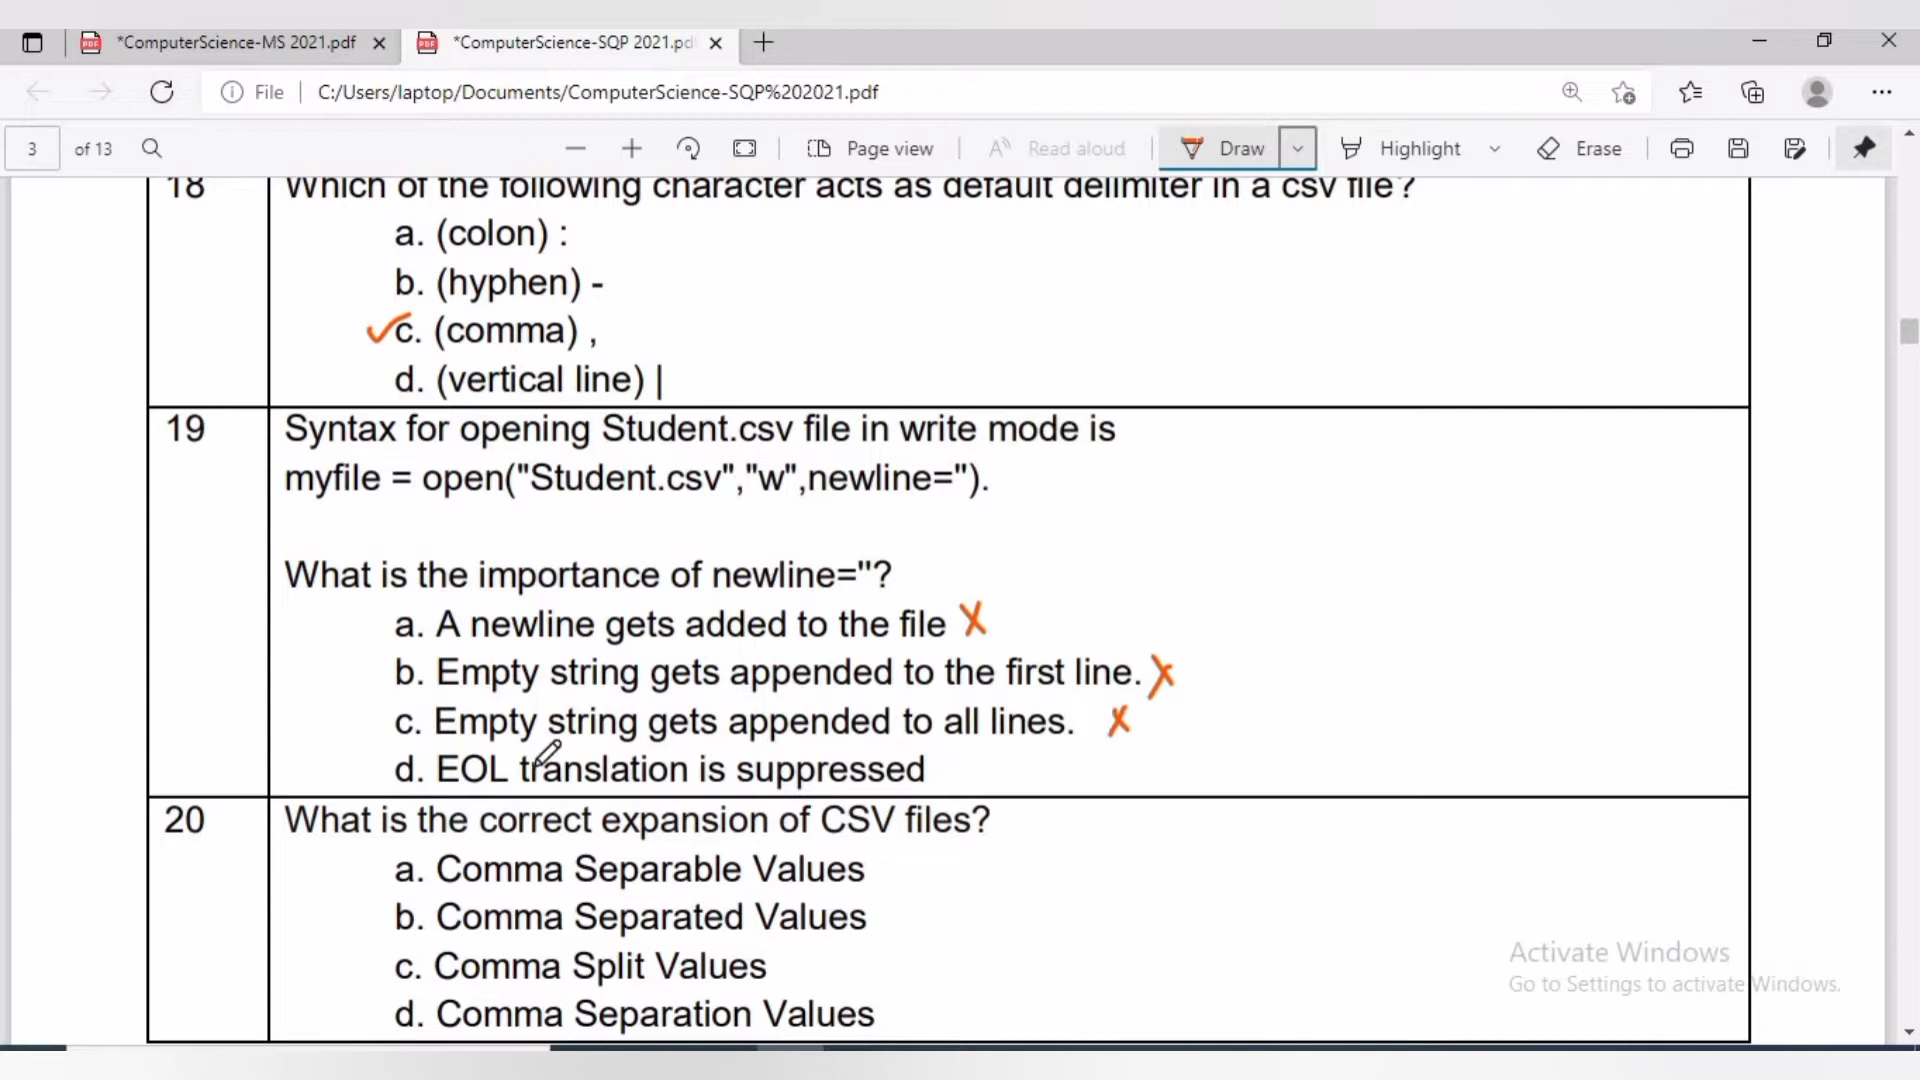 *ComputerScience-MS 2021.pdf
*ComputerScience-SQP 2021.pd
File
C:/Users/laptop/Documents/ComputerScience-SQP%202021.pdf
3 of 13
Page view
Read aloud
Draw
Highlight
Erase
18 Which of the following character acts as default delimiter in a csv file?
a. (colon) :
b. (hyphen) -
c. (comma) ,
d. (vertical line) |
19 Syntax for opening Student.csv file in write mode is
myfile = open("Student.csv","w",newline='').
What is the importance of newline=''?
a. A newline gets added to the file
b. Empty string gets appended to the first line.
c. Empty string gets appended to all lines.
d. EOL translation is suppressed
20 What is the correct expansion of CSV files?
a. Comma Separable Values
b. Comma Separated Values
c. Comma Split Values
d. Comma Separation Values
Activate Windows
Go to Settings to activate Windows.